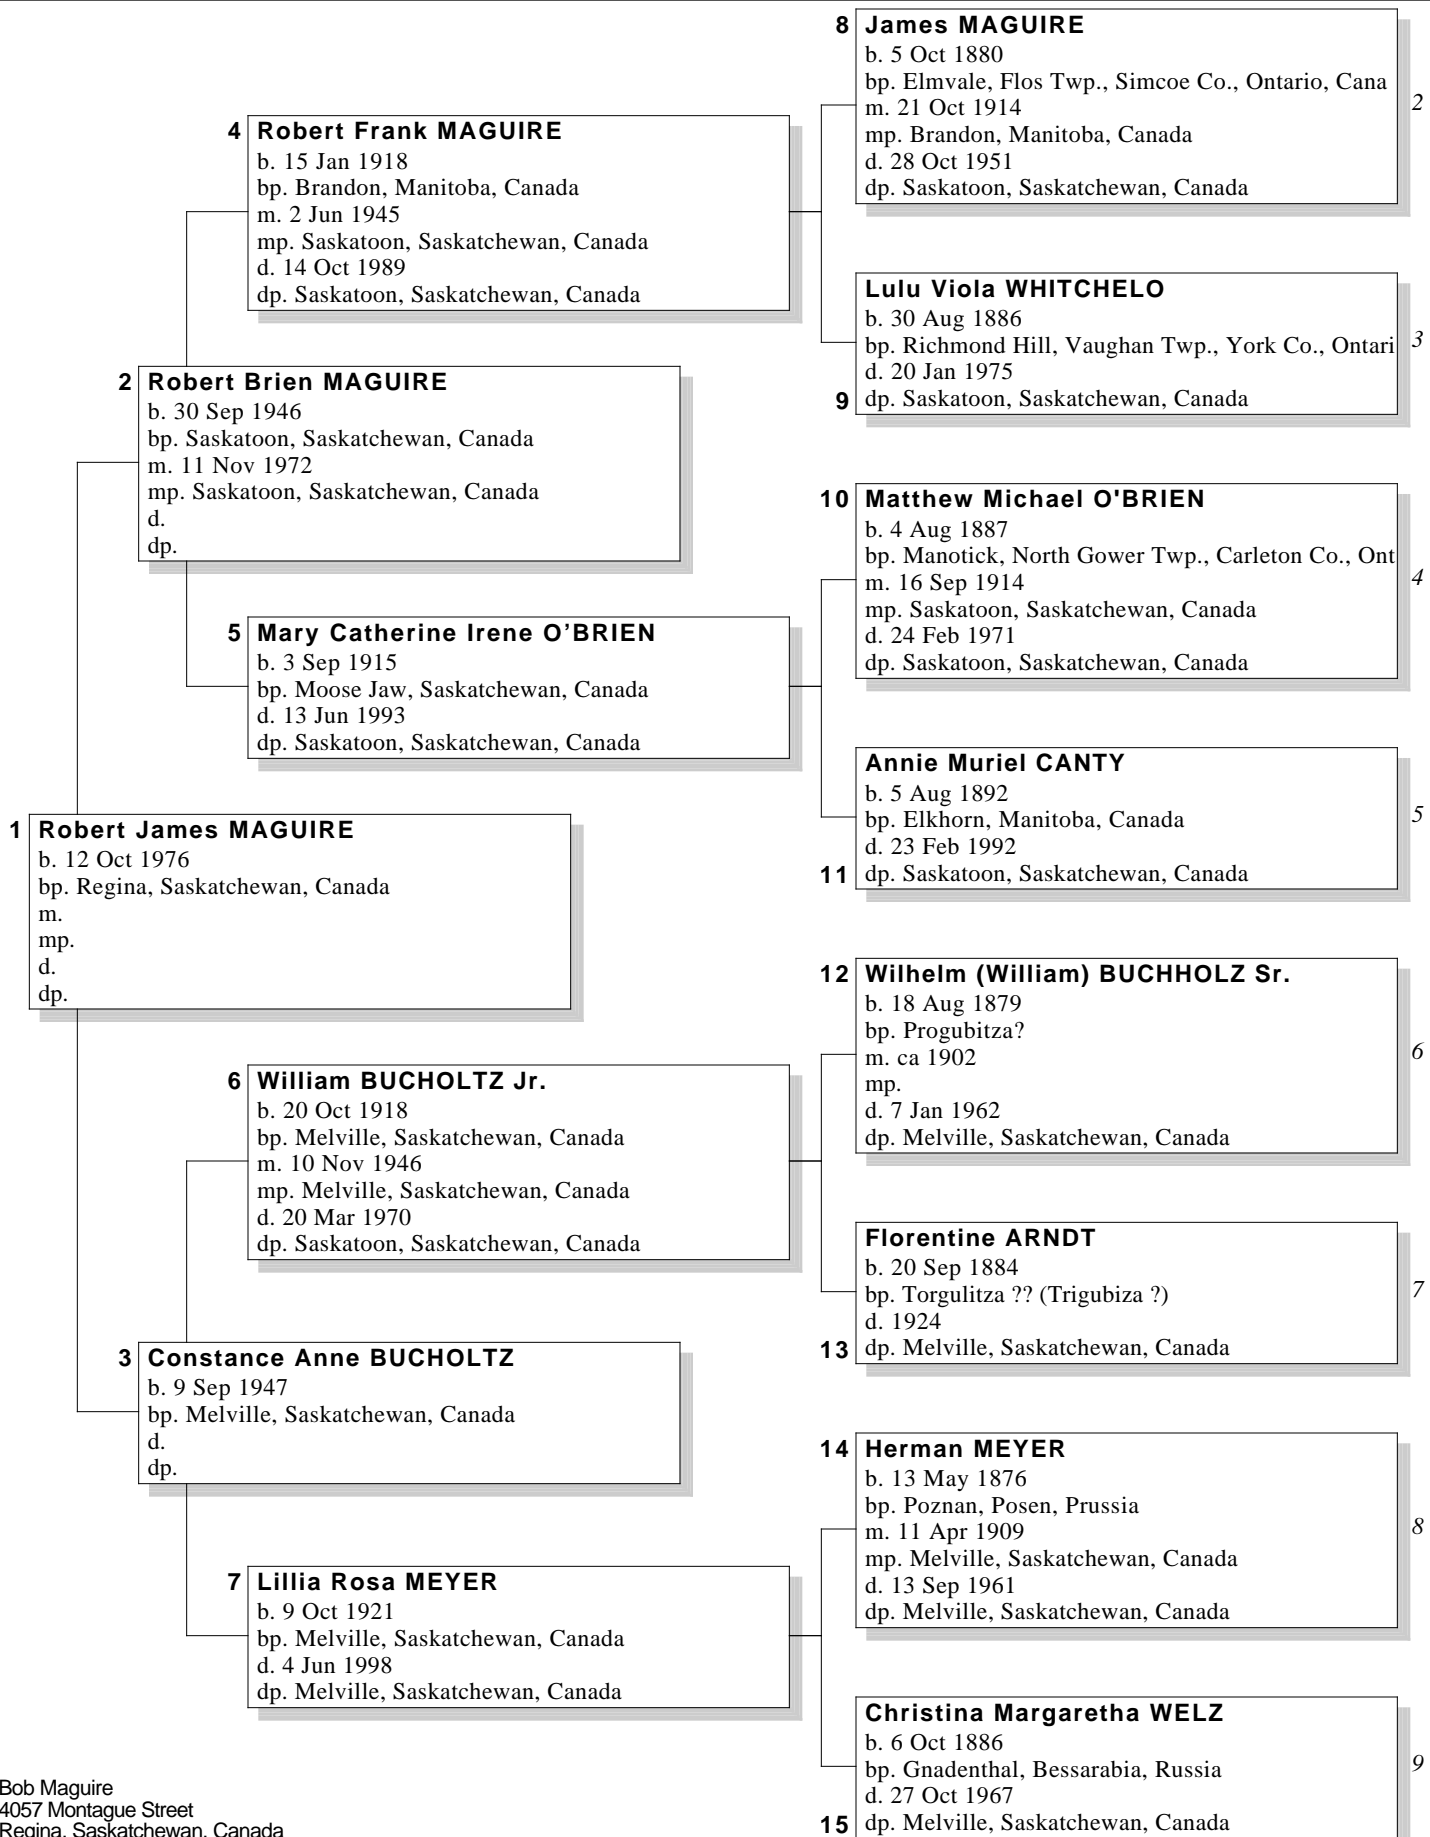 8 James MAGUIRE
b. 5 Oct 1880
bp. Elmvale, Flos Twp., Simcoe Co., Ontario, Cana
m. 21 Oct 1914
mp. Brandon, Manitoba, Canada
d. 28 Oct 1951
dp. Saskatoon, Saskatchewan, Canada
2
4 Robert Frank MAGUIRE
b. 15 Jan 1918
bp. Brandon, Manitoba, Canada
m. 2 Jun 1945
mp. Saskatoon, Saskatchewan, Canada
d. 14 Oct 1989
dp. Saskatoon, Saskatchewan, Canada
Lulu Viola WHITCHELO
b. 30 Aug 1886
bp. Richmond Hill, Vaughan Twp., York Co., Ontari
d. 20 Jan 1975
9 dp. Saskatoon, Saskatchewan, Canada
3
2 Robert Brien MAGUIRE
b. 30 Sep 1946
bp. Saskatoon, Saskatchewan, Canada
m. 11 Nov 1972
mp. Saskatoon, Saskatchewan, Canada
d.
dp.
10 Matthew Michael O'BRIEN
b. 4 Aug 1887
bp. Manotick, North Gower Twp., Carleton Co., Ont
m. 16 Sep 1914
mp. Saskatoon, Saskatchewan, Canada
d. 24 Feb 1971
dp. Saskatoon, Saskatchewan, Canada
4
5 Mary Catherine Irene O’BRIEN
b. 3 Sep 1915
bp. Moose Jaw, Saskatchewan, Canada
d. 13 Jun 1993
dp. Saskatoon, Saskatchewan, Canada
Annie Muriel CANTY
b. 5 Aug 1892
bp. Elkhorn, Manitoba, Canada
d. 23 Feb 1992
11 dp. Saskatoon, Saskatchewan, Canada
5
1 Robert James MAGUIRE
b. 12 Oct 1976
bp. Regina, Saskatchewan, Canada
m.
mp.
d.
dp.
12 Wilhelm (William) BUCHHOLZ Sr.
b. 18 Aug 1879
bp. Progubitza?
m. ca 1902
mp.
d. 7 Jan 1962
dp. Melville, Saskatchewan, Canada
6
6 William BUCHOLTZ Jr.
b. 20 Oct 1918
bp. Melville, Saskatchewan, Canada
m. 10 Nov 1946
mp. Melville, Saskatchewan, Canada
d. 20 Mar 1970
dp. Saskatoon, Saskatchewan, Canada
Florentine ARNDT
b. 20 Sep 1884
bp. Torgulitza ?? (Trigubiza ?)
d. 1924
13 dp. Melville, Saskatchewan, Canada
7
3 Constance Anne BUCHOLTZ
b. 9 Sep 1947
bp. Melville, Saskatchewan, Canada
d.
dp.
14 Herman MEYER
b. 13 May 1876
bp. Poznan, Posen, Prussia
m. 11 Apr 1909
mp. Melville, Saskatchewan, Canada
d. 13 Sep 1961
dp. Melville, Saskatchewan, Canada
8
7 Lillia Rosa MEYER
b. 9 Oct 1921
bp. Melville, Saskatchewan, Canada
d. 4 Jun 1998
dp. Melville, Saskatchewan, Canada
Christina Margaretha WELZ
b. 6 Oct 1886
bp. Gnadenthal, Bessarabia, Russia
d. 27 Oct 1967
15 dp. Melville, Saskatchewan, Canada
9
Bob Maguire
4057 Montague Street
Regina, Saskatchewan, Canada